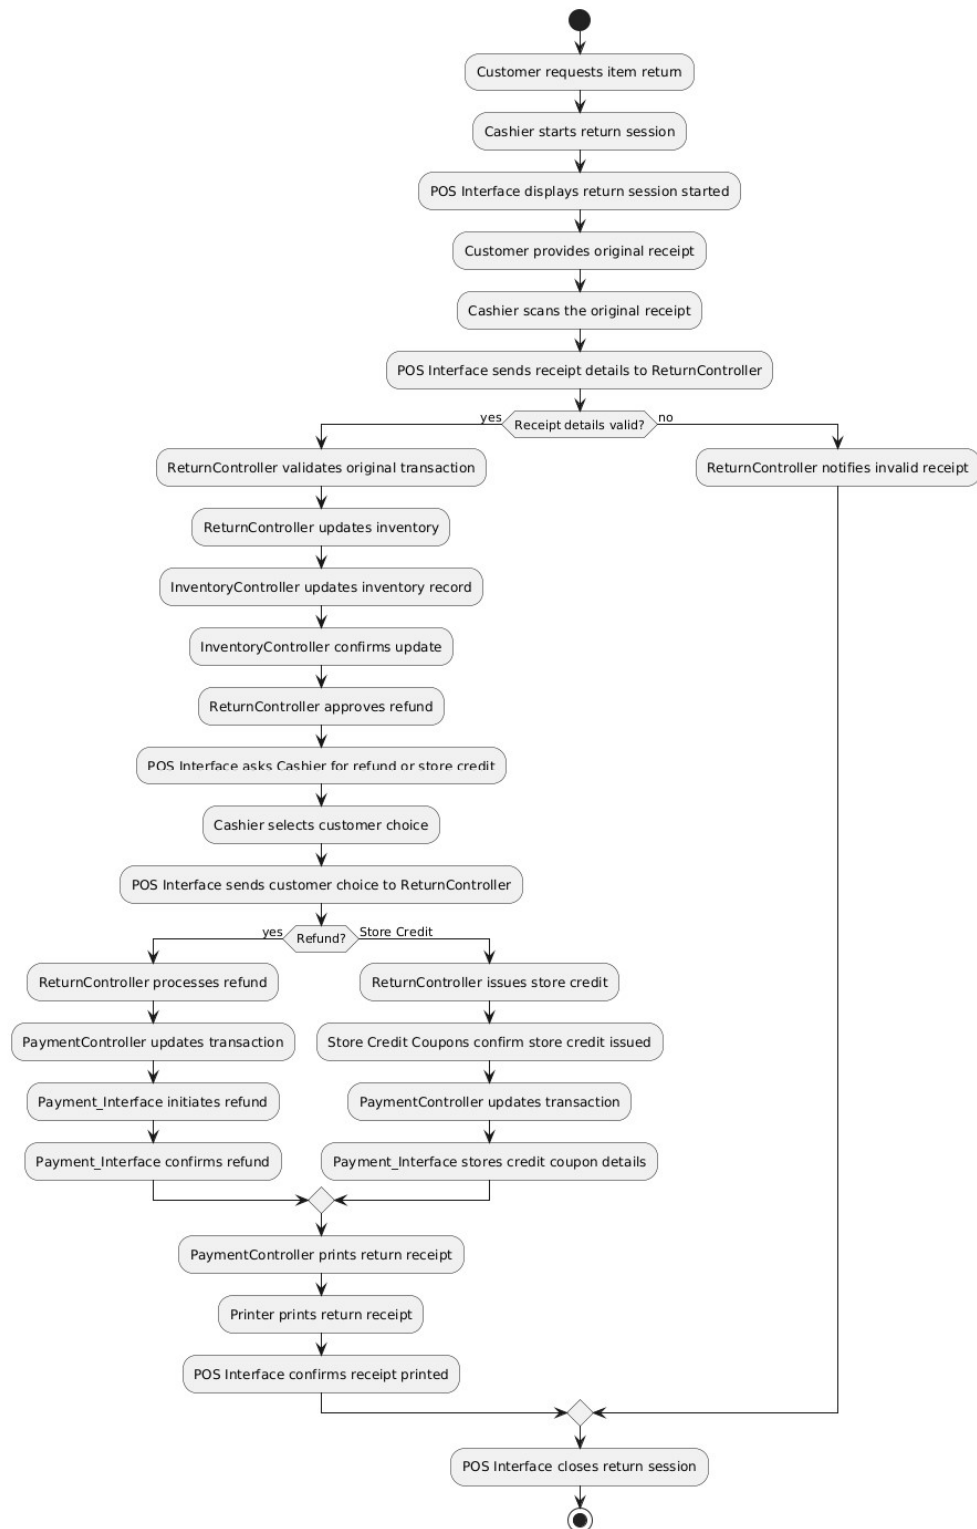 Customer requests item return
Cashier starts return session
POS Interface displays return session started
Customer provides original receipt
Cashier scans the original receipt
POS Interface sends receipt details to ReturnController
yes
Receipt details valid?
no
ReturnController validates original transaction
ReturnController notifies invalid receipt
ReturnController updates inventory
InventoryController updates inventory record
InventoryController confirms update
ReturnController approves refund
POS Interface asks Cashier for refund or store credit
Cashier selects customer choice
POS Interface sends customer choice to ReturnController
yes
Refund?
Store Credit
ReturnController processes refund
PaymentController updates transaction
Payment_Interface initiates refund
Payment_Interface confirms refund
ReturnController issues store credit
Store Credit Coupons confirm store credit issued
PaymentController updates transaction
Payment_Interface stores credit coupon details
PaymentController prints return receipt
Printer prints return receipt
POS Interface confirms receipt printed
POS Interface closes return session